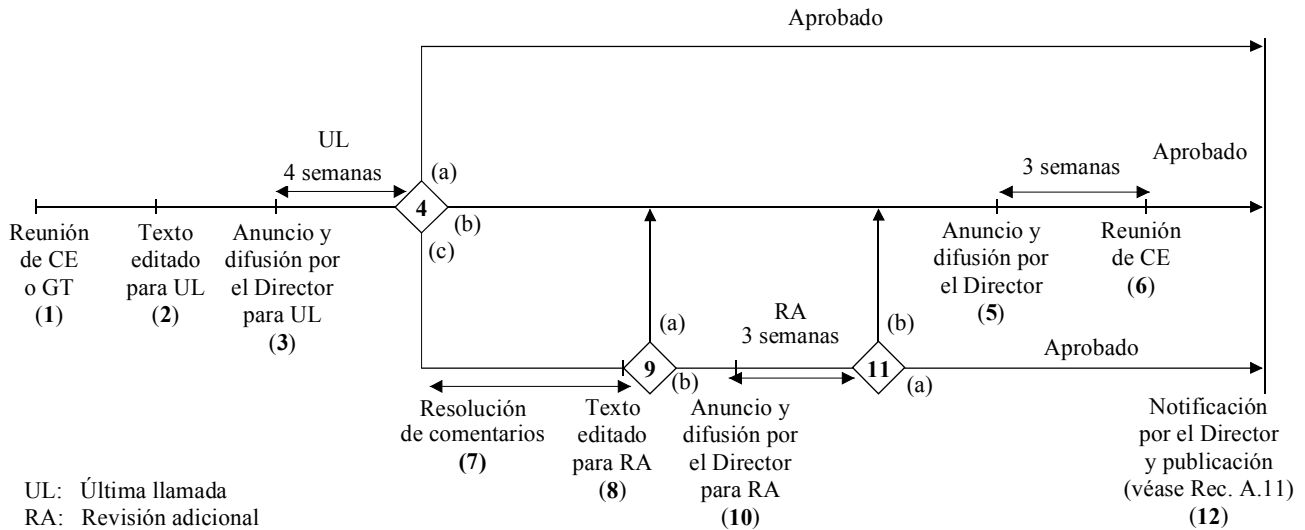 Aprobado
UL
4 semanas
(a)
4
(b)
(c)
3 semanas
Aprobado
Reunión
de CE
o GT
(1)
Texto
editado
para UL
(2)
Anuncio y
difusión por
el Director
para UL
(3)
Anuncio y
difusión por
el Director
(5)
Reunión
de CE
(6)
(a)
9
(b)
RA
3 semanas
(b)
11
(a)
Aprobado
Resolución
de comentarios
(7)
Texto
editado
para RA
(8)
Anuncio y
difusión por
el Director
para RA
(10)
Notificación
por el Director
y publicación
(véase Rec. A.11)
(12)
UL: Última llamada
RA: Revisión adicional